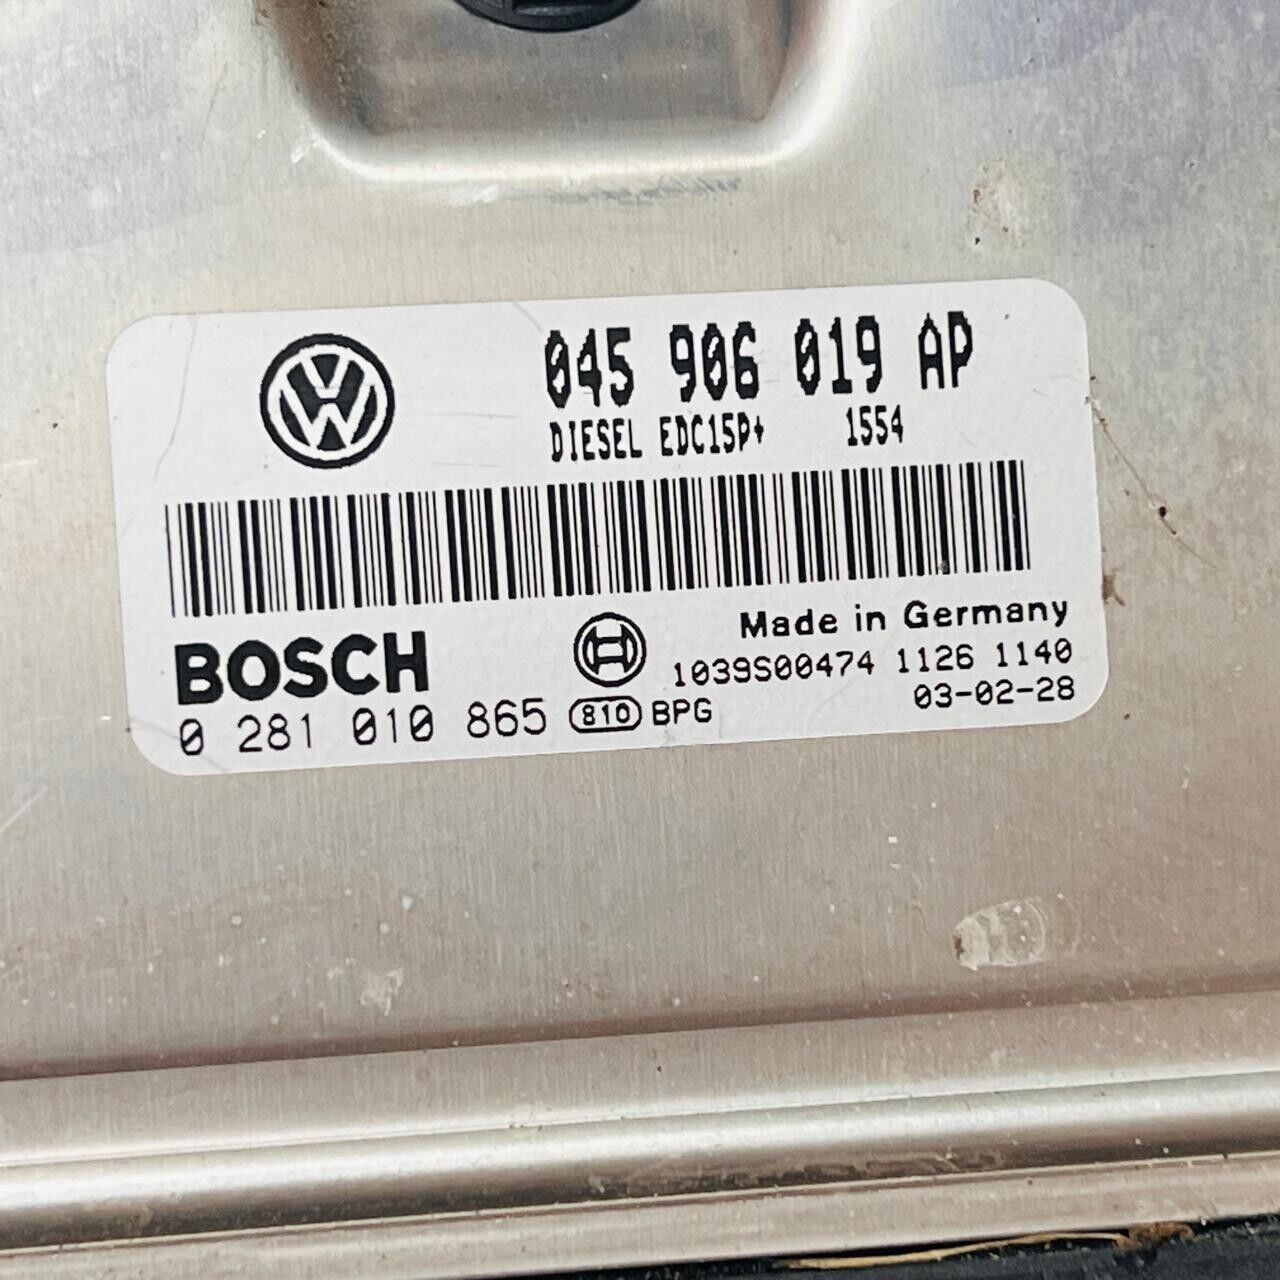 045 906 019 AP
DIESEL EDC15P+ 1554
BOSCH
Made in Germany
1039S00474 1126 1140
0 281 010 865 810 BPG
03-02-28